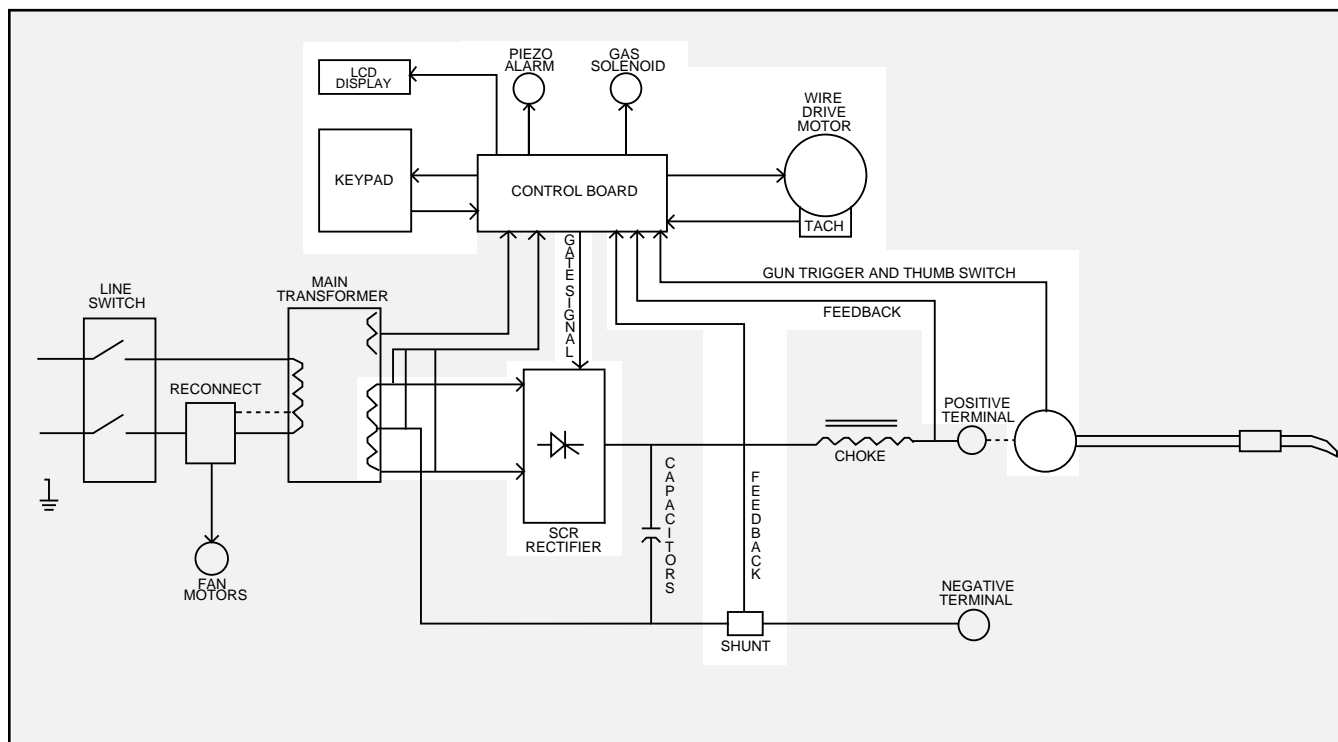 PIEZO
ALARM
GAS
SOLENOID
LCD
DISPLAY
WIRE
DRIVE
MOTOR
KEYPAD
CONTROL BOARD
TACH
GATE SIGNAL
GUN TRIGGER AND THUMB SWITCH
LINE
SWITCH
MAIN
TRANSFORMER
FEEDBACK
RECONNECT
POSITIVE
TERMINAL
CHOKE
CAPACITORS
FEEDBACK
SCR
RECTIFIER
FAN
MOTORS
NEGATIVE
TERMINAL
SHUNT